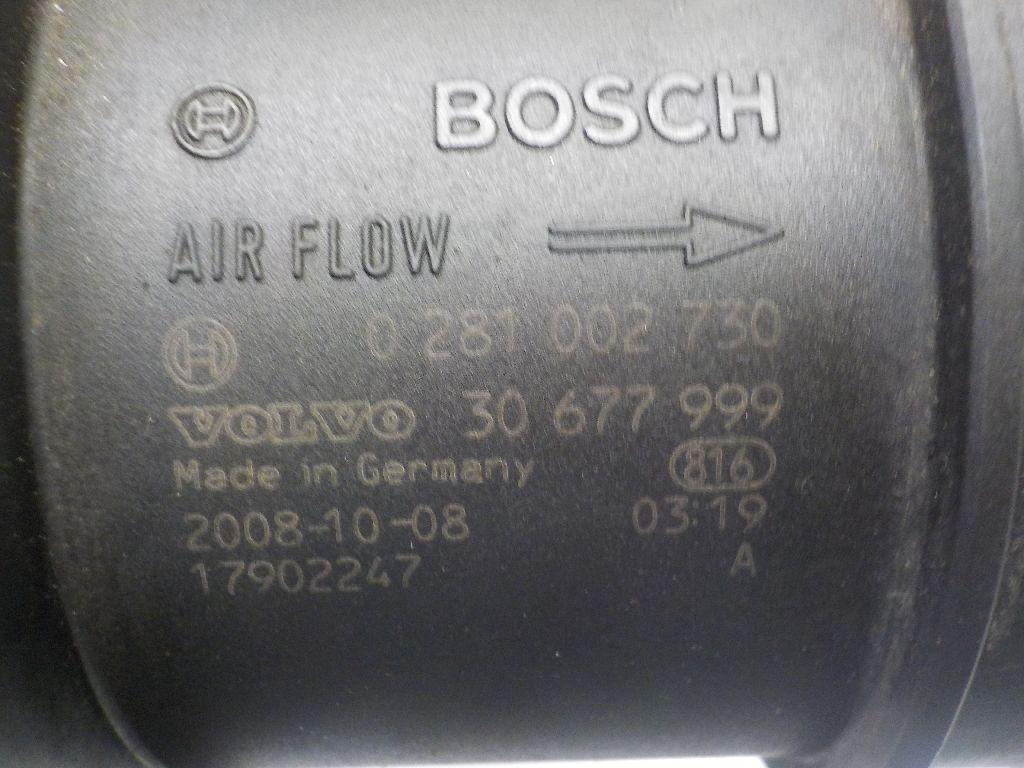 BOSCH
AIR FLOW
0 281 002 730
VOLVO 30 677 999
Made in Germany 816
2008-10-08 03:19
17902247 A